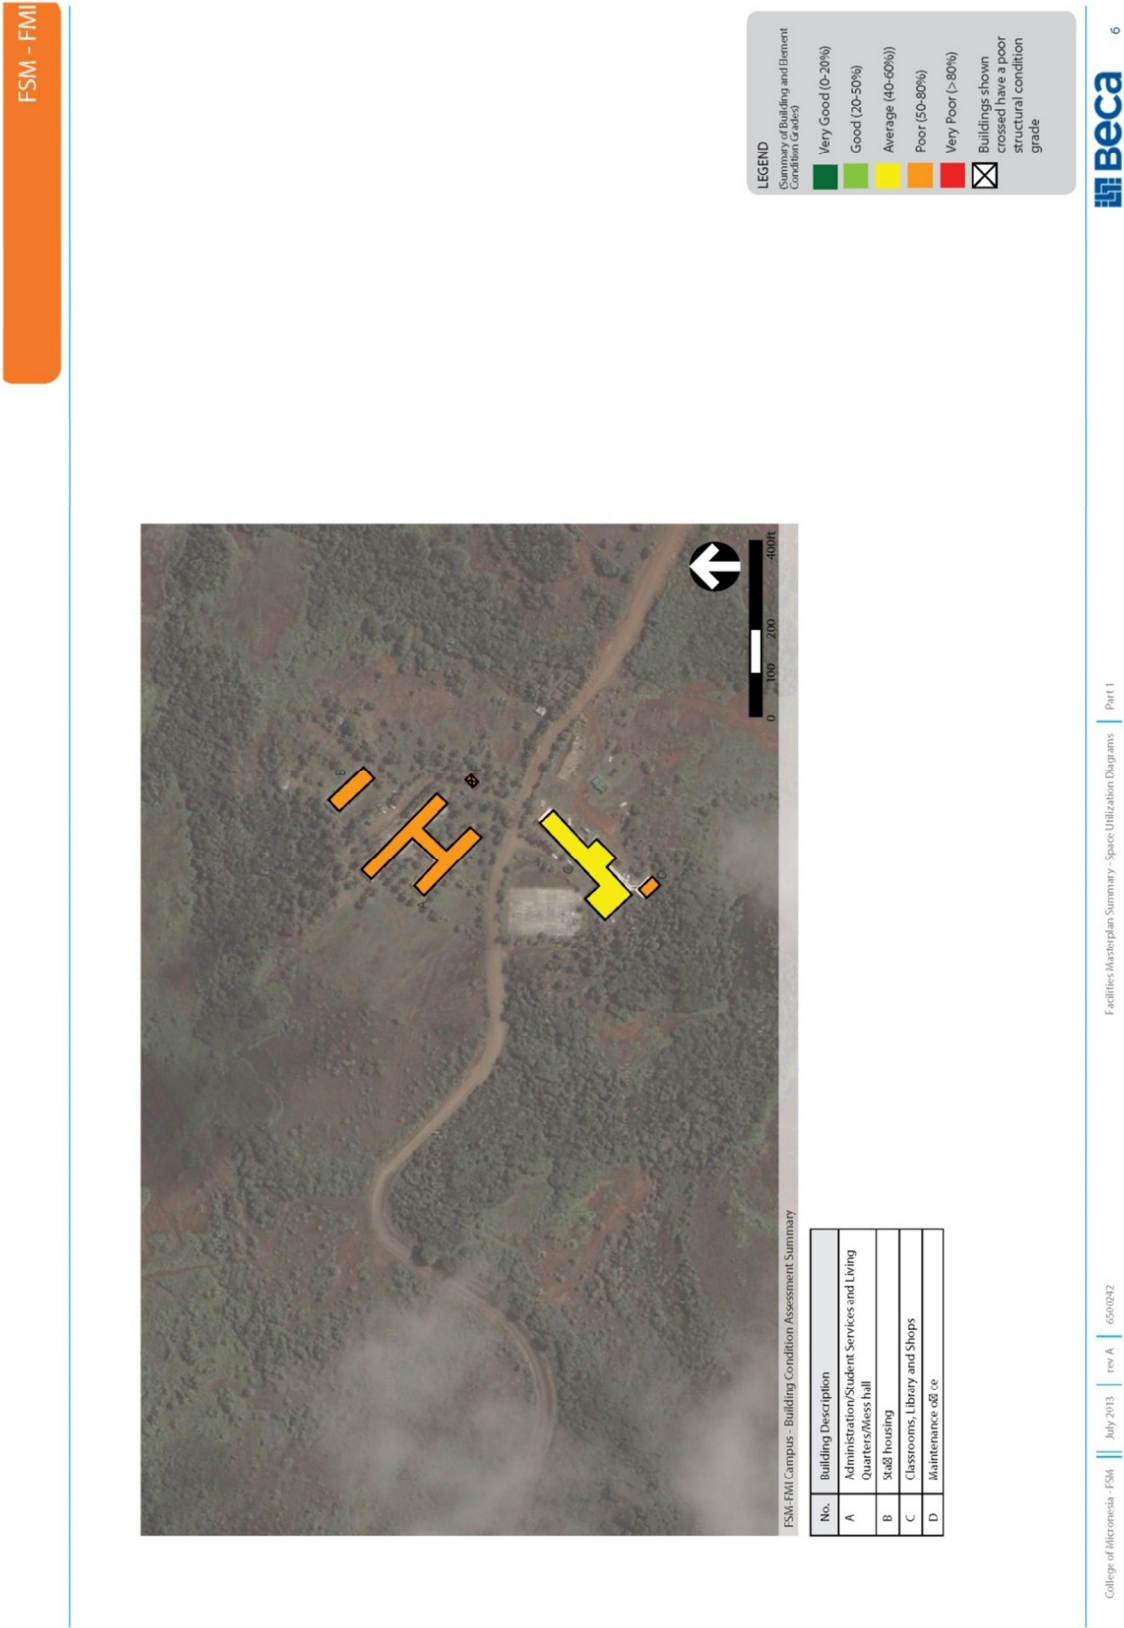 FSM - FMI
FSM-FMI Campus - Building Condition Assessment Summary
0 100 200 400ft
No. Building Description
A Administration/Student Services and Living
Quarters/Mess hall
B Sta☒ housing
C Classrooms, Library and Shops
D Maintenance o☒ ce
LEGEND
(Summary of Building and Element
Condition Grades)
Very Good (0-20%)
Good (20-50%)
Average (40-60%))
Poor (50-80%)
Very Poor (>80%)
Buildings shown
crossed have a poor
structural condition
grade
College of Micronesia - FSM || July 2013 | rev A | 6500242
Facilities Masterplan Summary - Space Utilization Diagrams | Part 1
Beca
6